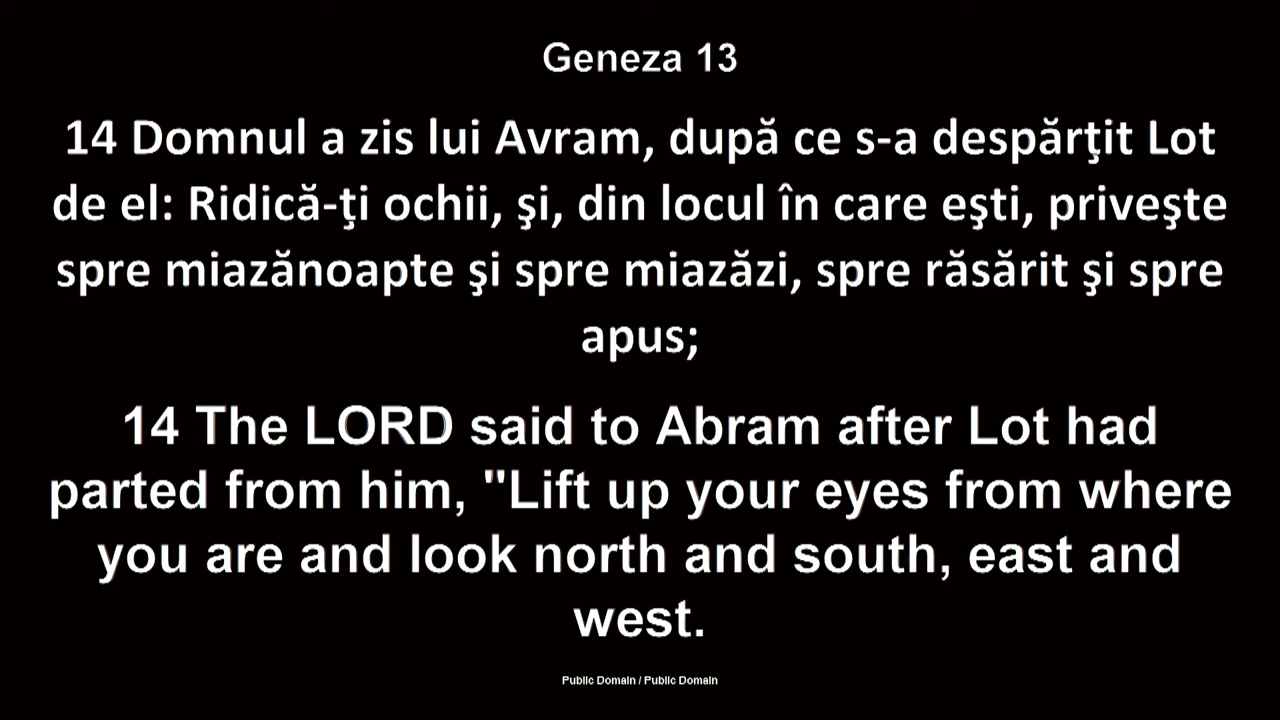 Geneza 13
14 Domnul a zis lui Avram, după ce s-a despărţit Lot
de el: Ridică-ţi ochii, şi, din locul în care eşti, priveşte
spre miazănoapte şi spre miazăzi, spre răsărit şi spre
apus;
14 The LORD said to Abram after Lot had
parted from him, "Lift up your eyes from where
you are and look north and south, east and
west.
Public Domain / Public Domain